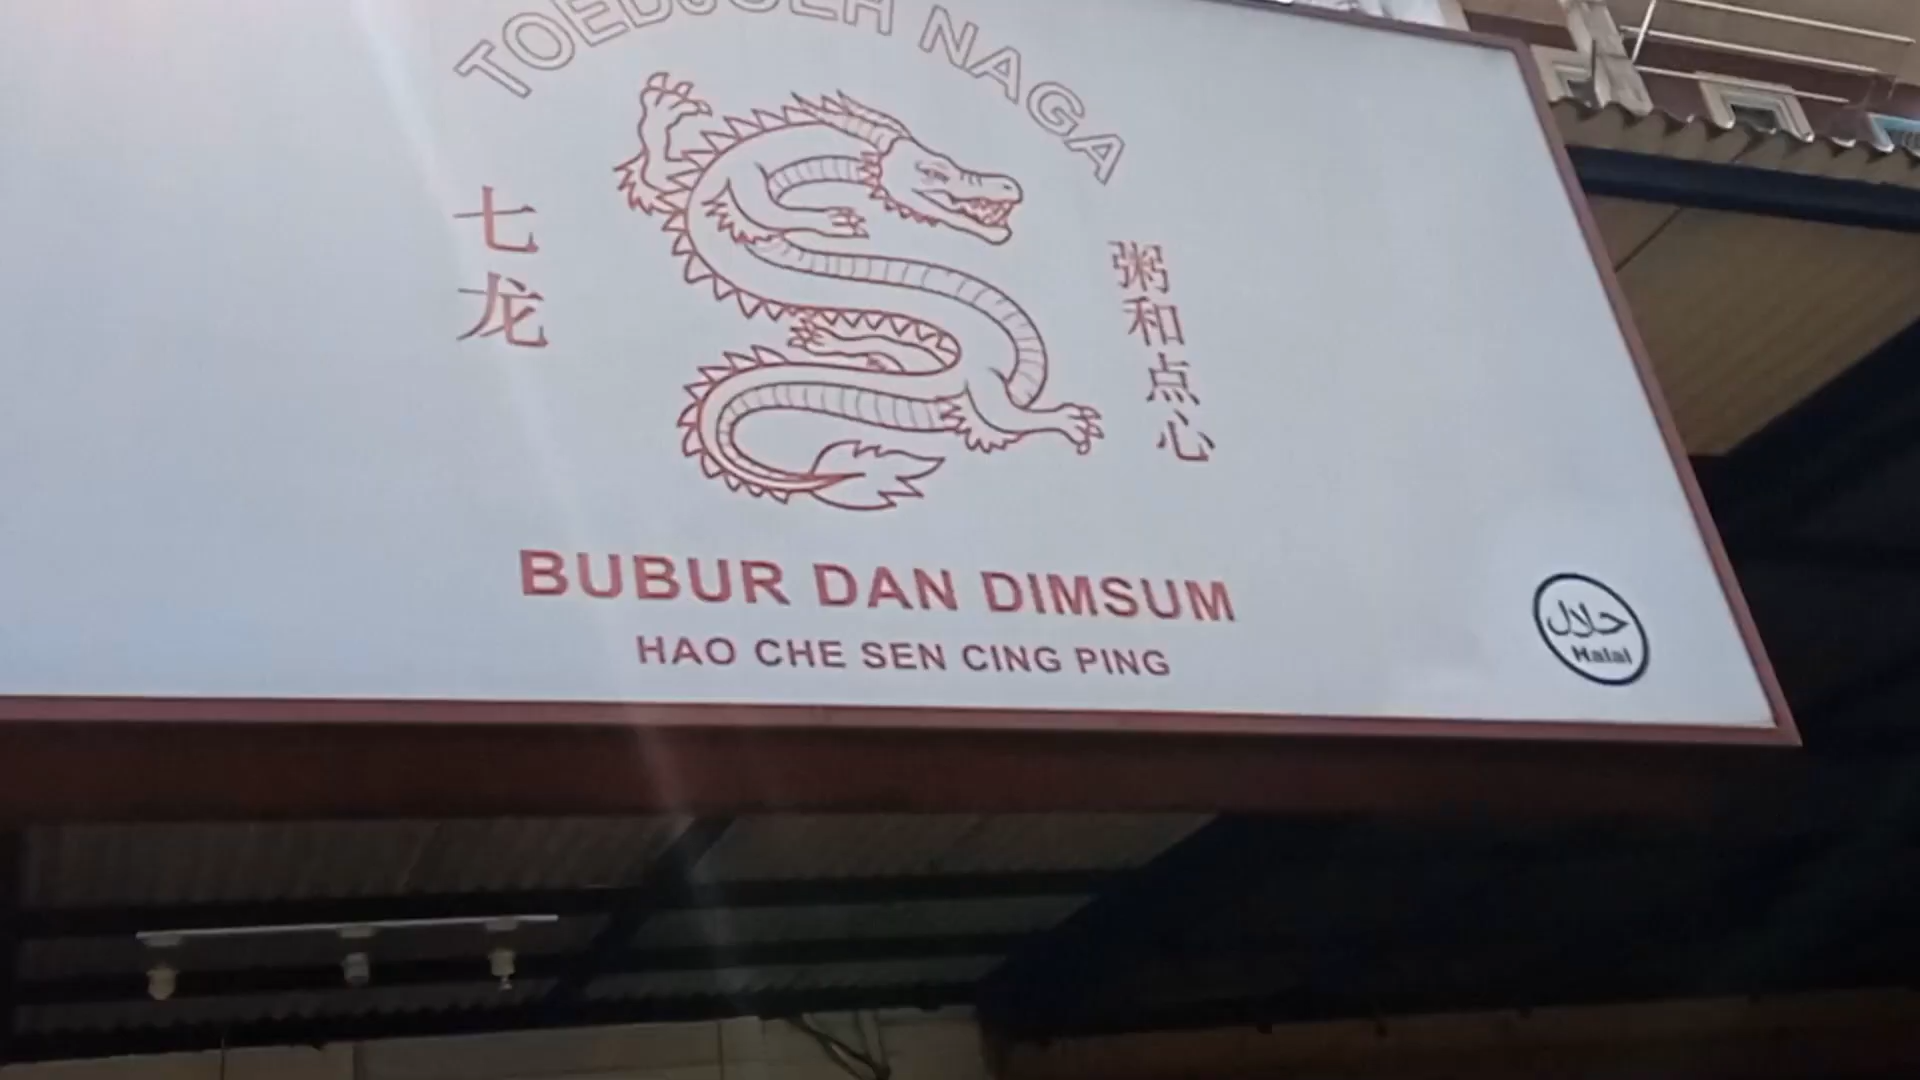 TOEDJOEH NAGA
七龙
粥和点心
BUBUR DAN DIMSUM
HAO CHE SEN CING PING
حلال
Halal